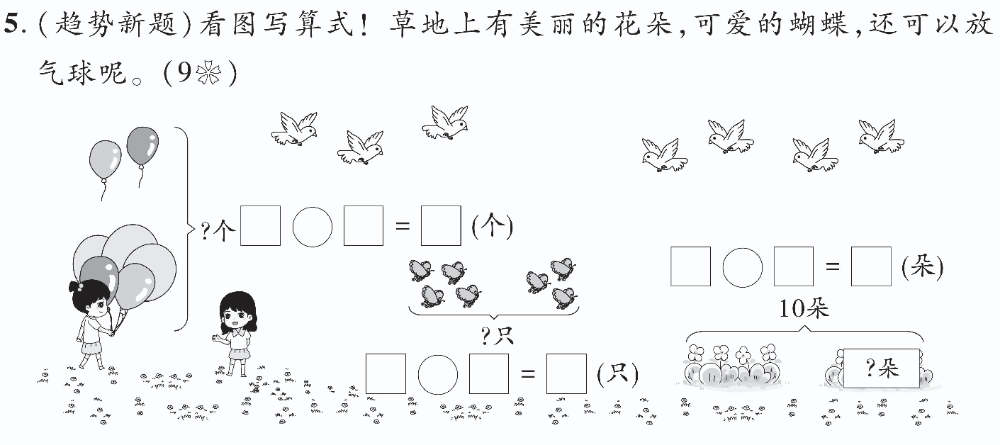 5.(趋势新题)看图写算式！草地上有美丽的花朵,可爱的蝴蝶,还可以放
气球呢。(9)
?个 = (个)
= (朵)
10朵
?只
= (只)
?朵